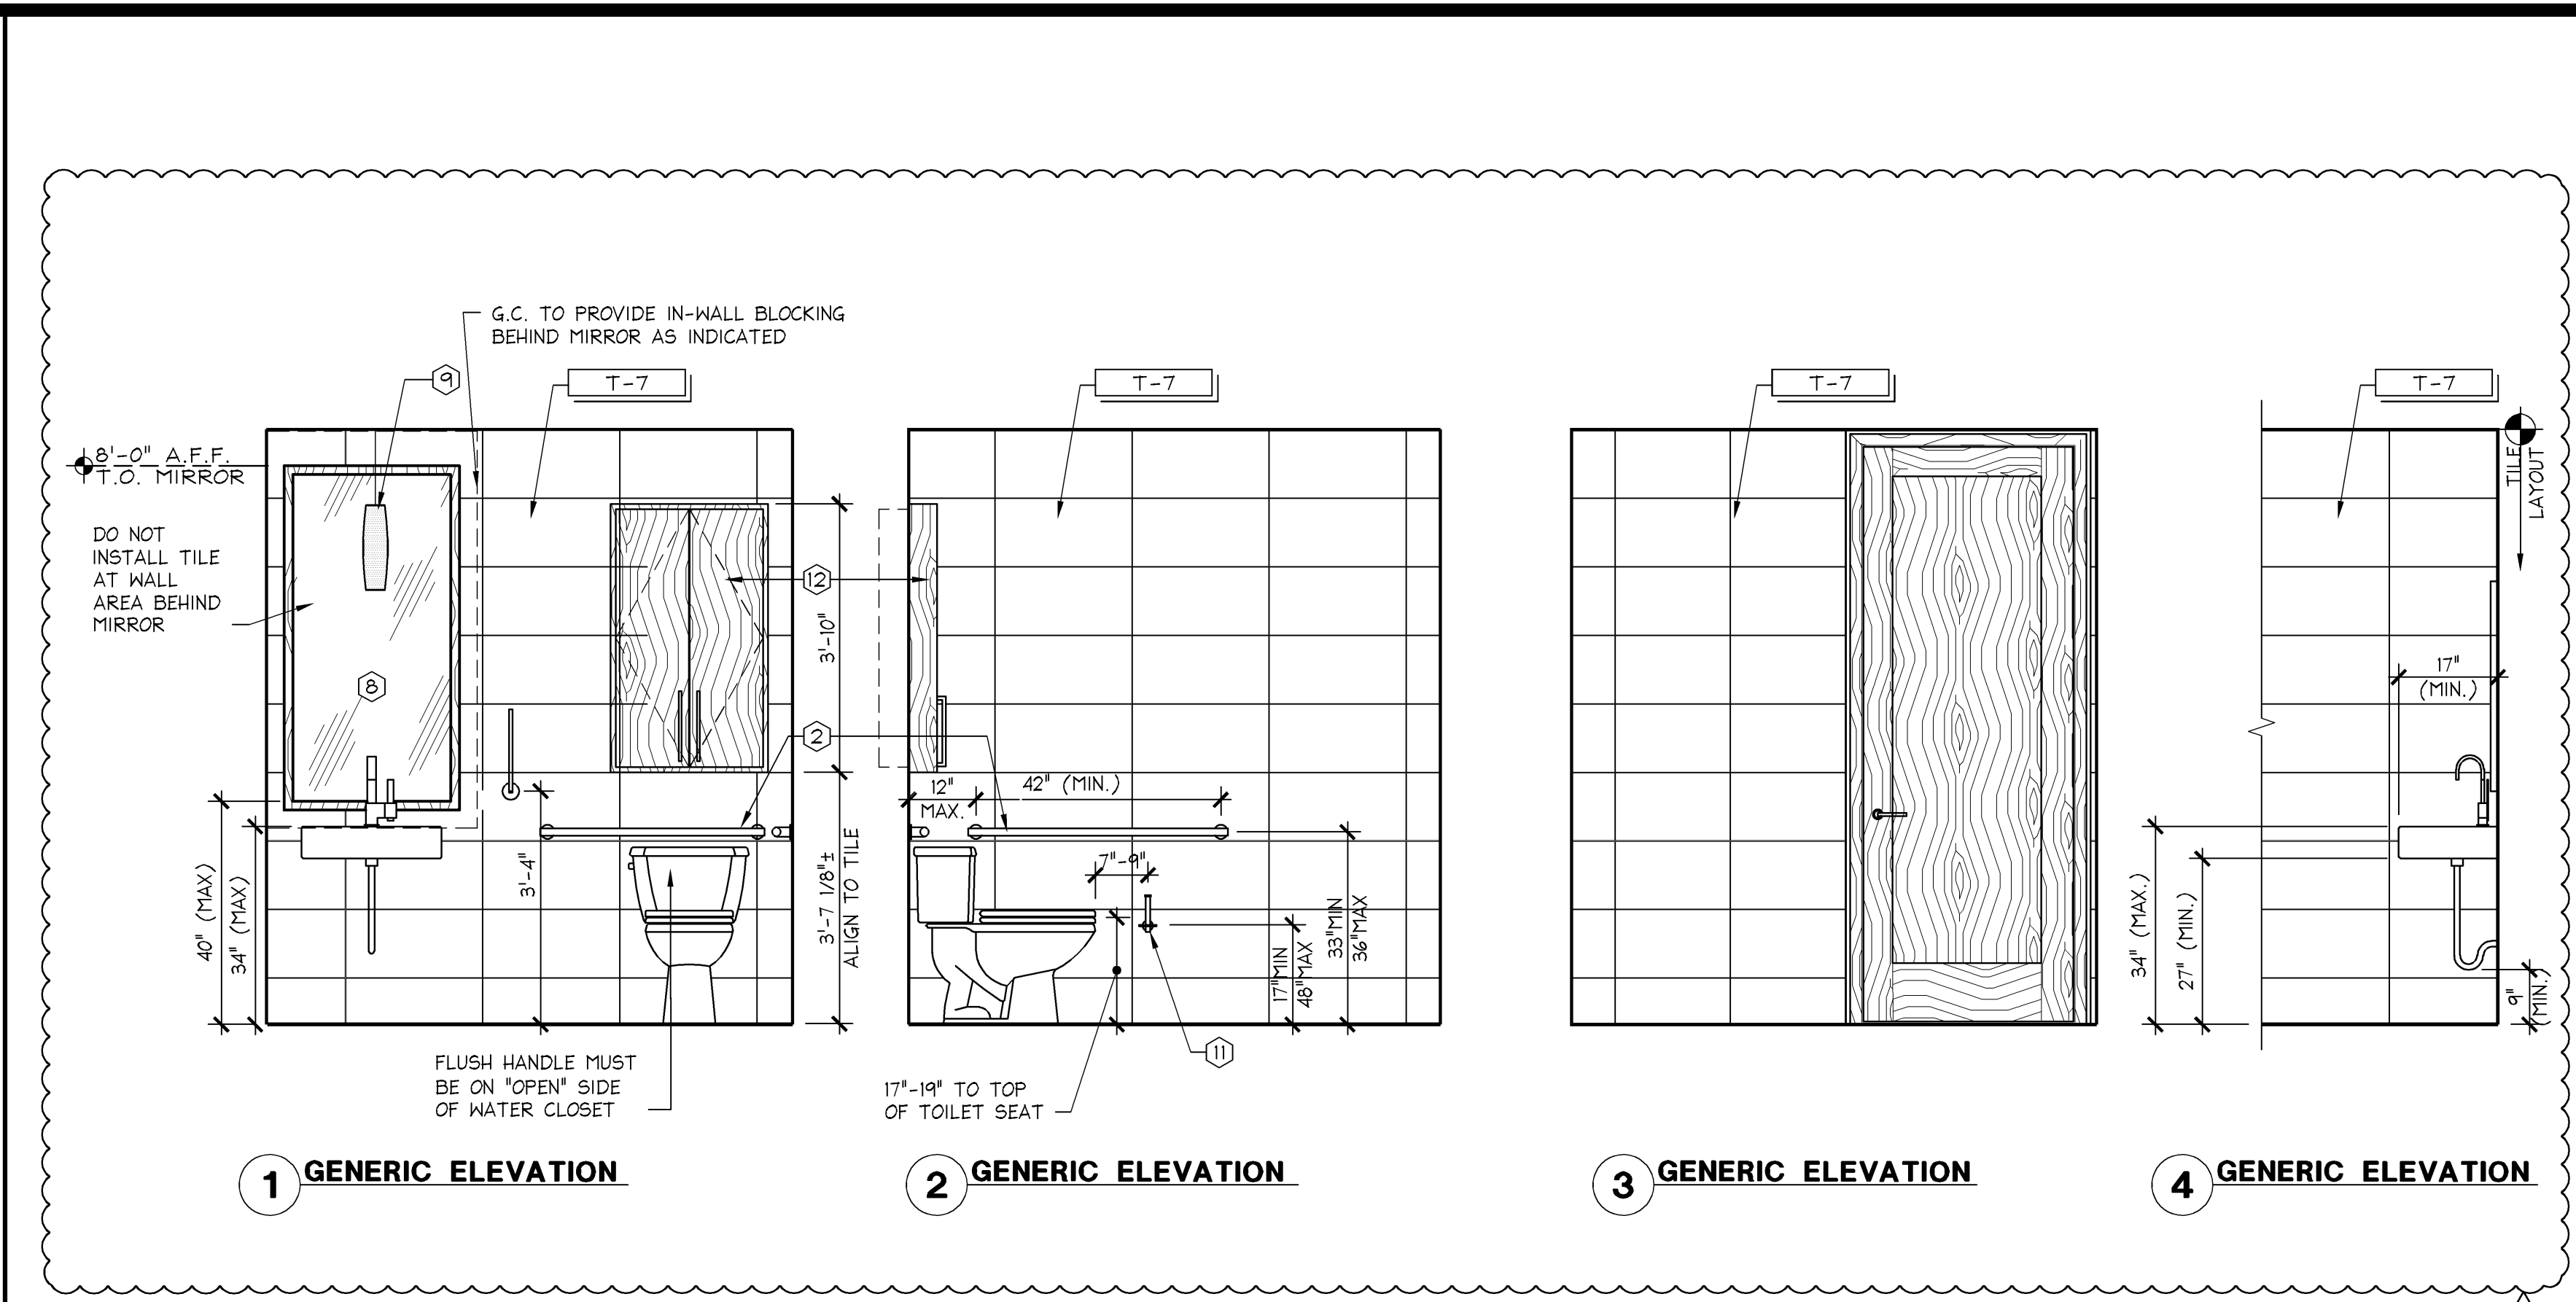 G.C. TO PROVIDE IN-WALL BLOCKING
BEHIND MIRROR AS INDICATED
9
T-7
8'-0" A.F.F.
T.O. MIRROR
DO NOT
INSTALL TILE
AT WALL
AREA BEHIND
MIRROR
8
12
3'-10"
2
40" (MAX)
34" (MAX)
3'-4"
3'-7 1/8"±
ALIGN TO TILE
FLUSH HANDLE MUST
BE ON "OPEN" SIDE
OF WATER CLOSET
1
GENERIC ELEVATION
T-7
12"
MAX.
42" (MIN.)
7"-9"
17"MIN
48"MAX
33"MIN
36"MAX
11
17"-19" TO TOP
OF TOILET SEAT
2
GENERIC ELEVATION
T-7
3
GENERIC ELEVATION
T-7
TILE
LAYOUT
17"
(MIN.)
34" (MAX.)
27" (MIN.)
9"
(MIN.)
4
GENERIC ELEVATION